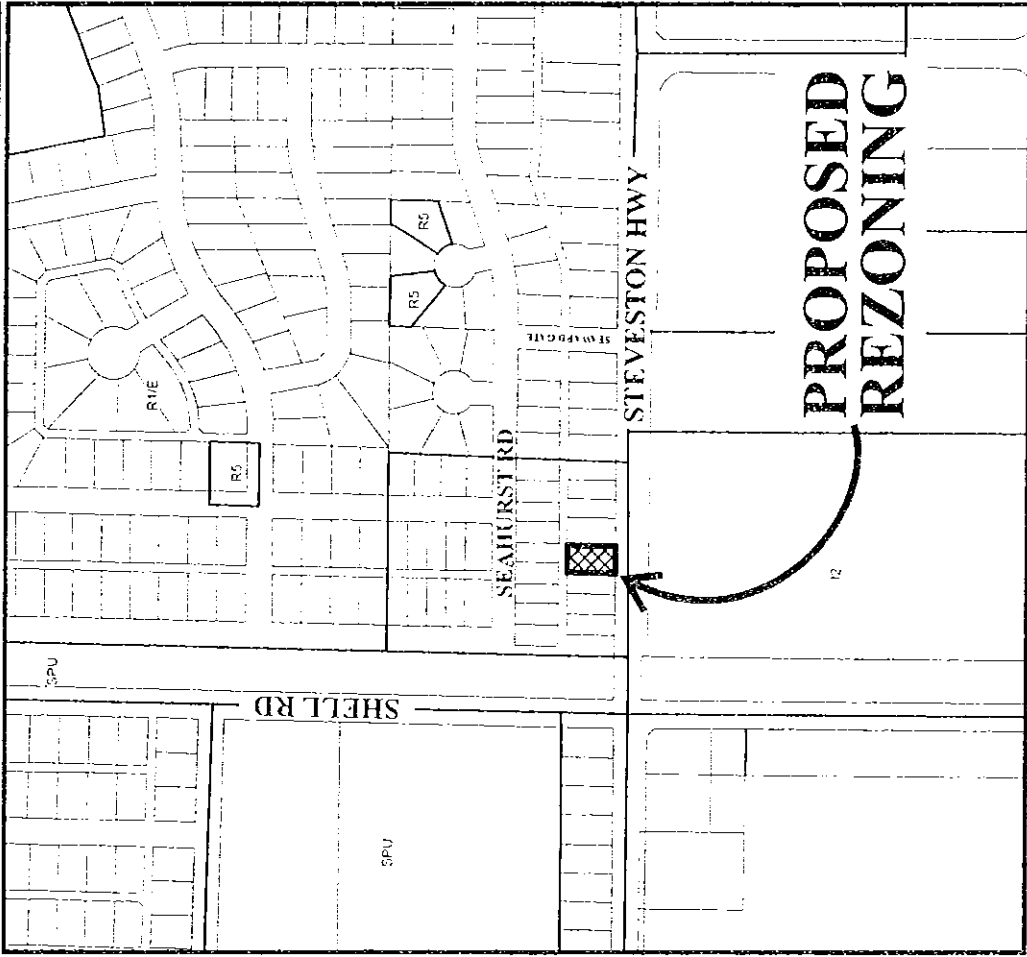 SPU
SHELL RD
SPU
R1/E
R5
R5
R5
SEAHURST RD
SEAWARD GATE
STEVESTON HWY
PROPOSED
REZONING
I2